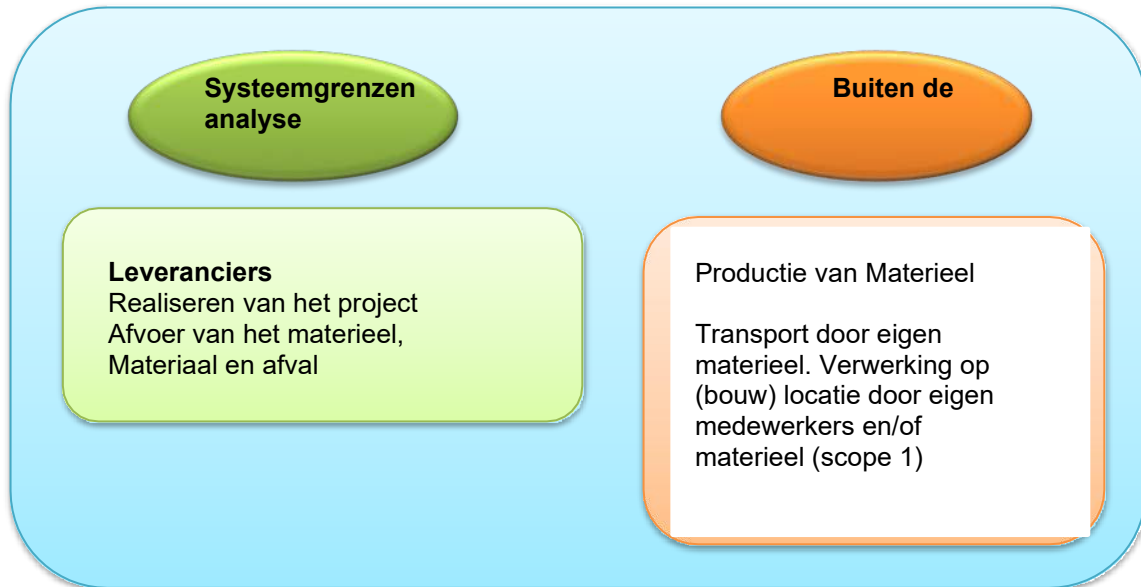 Systeemgrenzen
analyse
Buiten de
Leveranciers
Realiseren van het project
Afvoer van het materieel,
Materiaal en afval
Productie van Materieel
Transport door eigen
materieel. Verwerking op
(bouw) locatie door eigen
medewerkers en/of
materieel (scope 1)